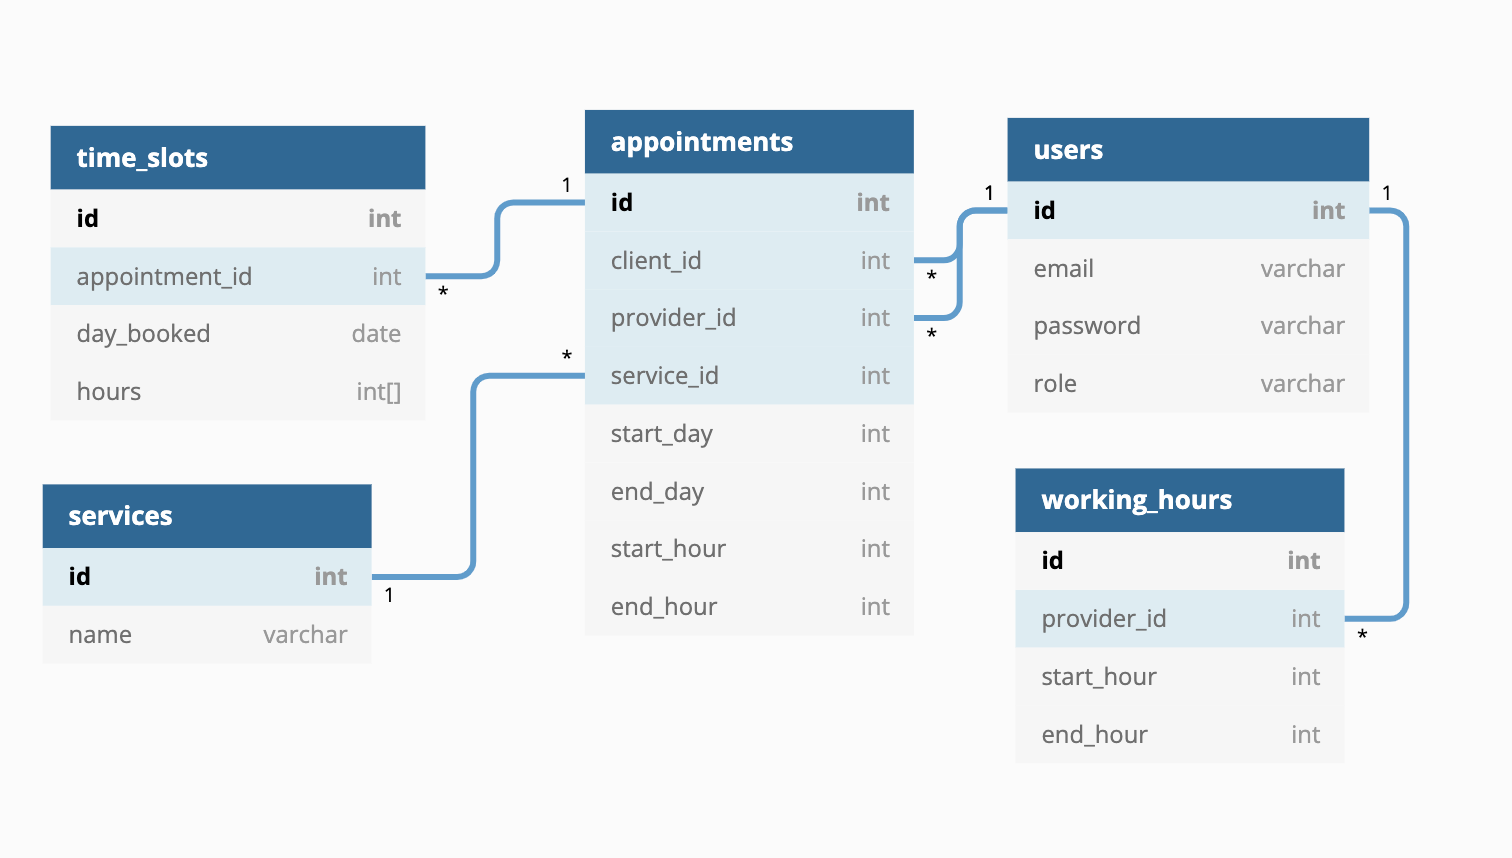 time_slots
id int
appointment_id int
*
day_booked date
hours int[]
services
id int
1
name varchar
appointments
1
id int
client_id int
*
provider_id int
*
*
service_id int
start_day int
end_day int
start_hour int
end_hour int
users
1
1
id int
email varchar
password varchar
role varchar
working_hours
id int
provider_id int
*
start_hour int
end_hour int